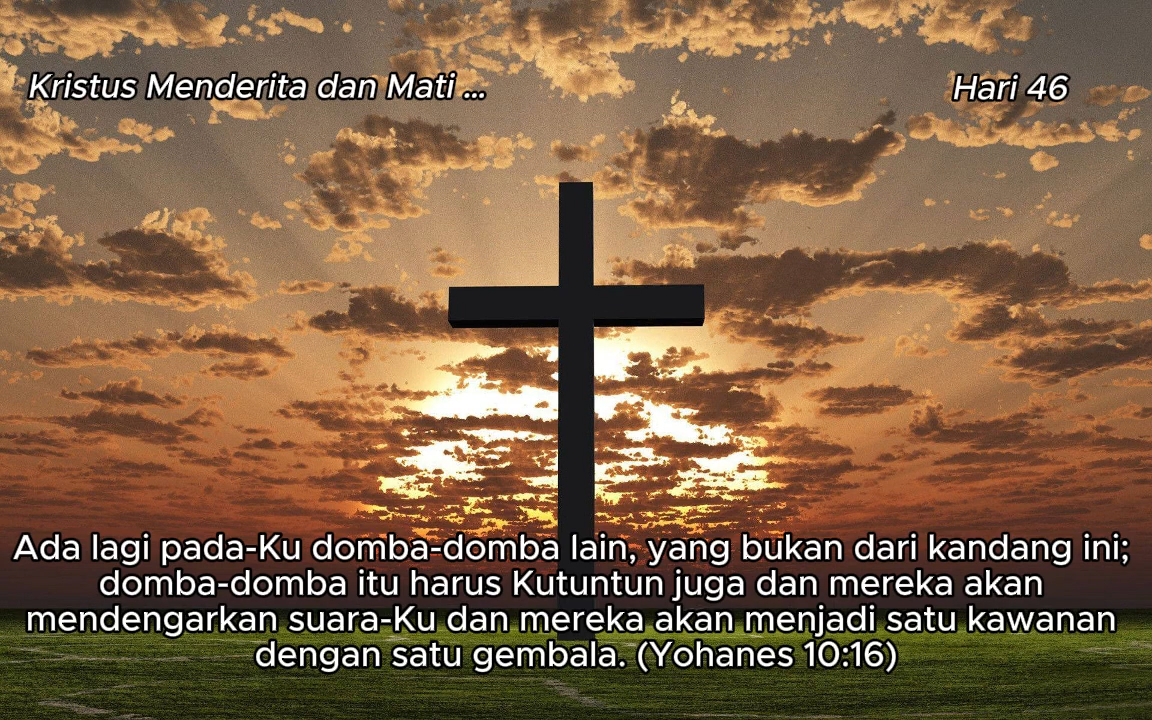 Kristus Menderita dan Mati ...
Hari 46
Ada lagi pada-Ku domba-domba lain, yang bukan dari kandang ini;
domba-domba itu harus Kutuntun juga dan mereka akan
mendengarkan suara-Ku dan mereka akan menjadi satu kawanan
dengan satu gembala. (Yohanes 10:16)